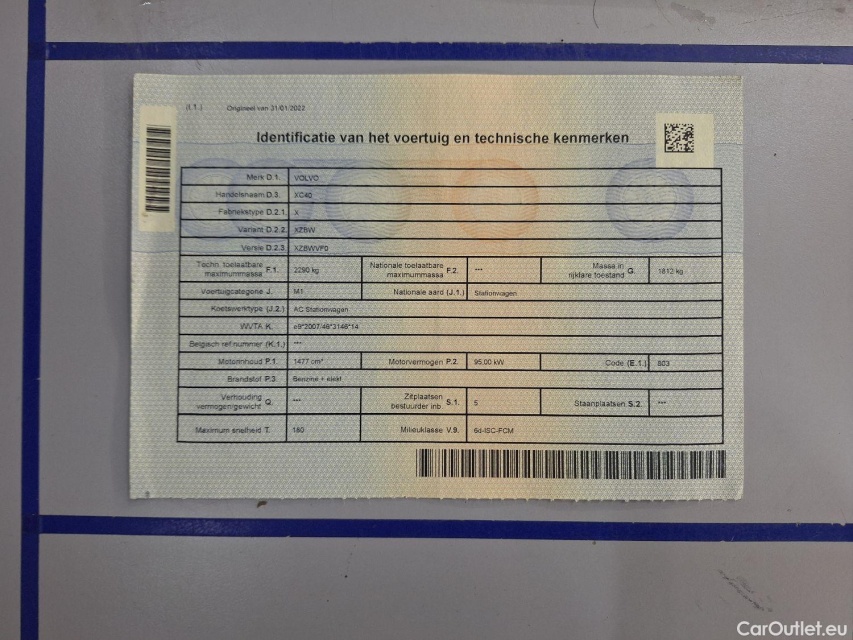 (I.1.) Origineel van 31/01/2022
Identificatie van het voertuig en technische kenmerken
Merk D.1. VOLVO
Handelsnaam D.3. XC40
Fabriekstype D.2.1. X
Variant D.2.2. XZBW
Versie D.2.3. XZBWVF0
Techn. toelaatbare maximummassa F.1. 2290 kg Nationale toelaatbare maximummassa F.2. --- Massa in rijklare toestand G. 1812 kg
Voertuigcategorie J. M1 Nationale aard (J.1.) Stationwagen
Koetswerktype (J.2.) AC Stationwagen
WVTA K. e9*2007/46*3146*14
Belgisch ref.nummer (K.1.) ---
Motorinhoud P.1. 1477 cm³ Motorvermogen P.2. 95.00 kW Code (E.1.) 803
Brandstof P.3. Benzine + elekt
Verhouding vermogen/gewicht Q. --- Zitplaatsen bestuurder inb. S.1. 5 Staanplaatsen S.2. ---
Maximum snelheid T. 180 Milieuklasse V.9. 6d-ISC-FCM
CarOutlet.eu